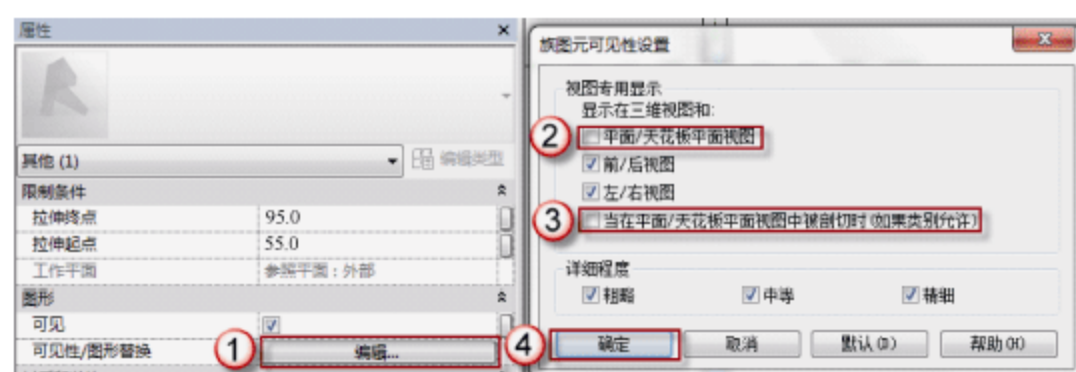 属性
其他 (1)
编辑类型
限制条件
拉伸终点 95.0
拉伸起点 55.0
工作平面 参照平面 : 外部
图形
可见
可见性/图形替换 ① 编辑...
族图元可见性设置
视图专用显示
显示在三维视图和:
② 平面/天花板平面视图
前/后视图
左/右视图
③ 当在平面/天花板平面视图中被剖切时(如果类别允许)
详细程度
粗略 中等 精细
④ 确定 取消 默认(D) 帮助(H)